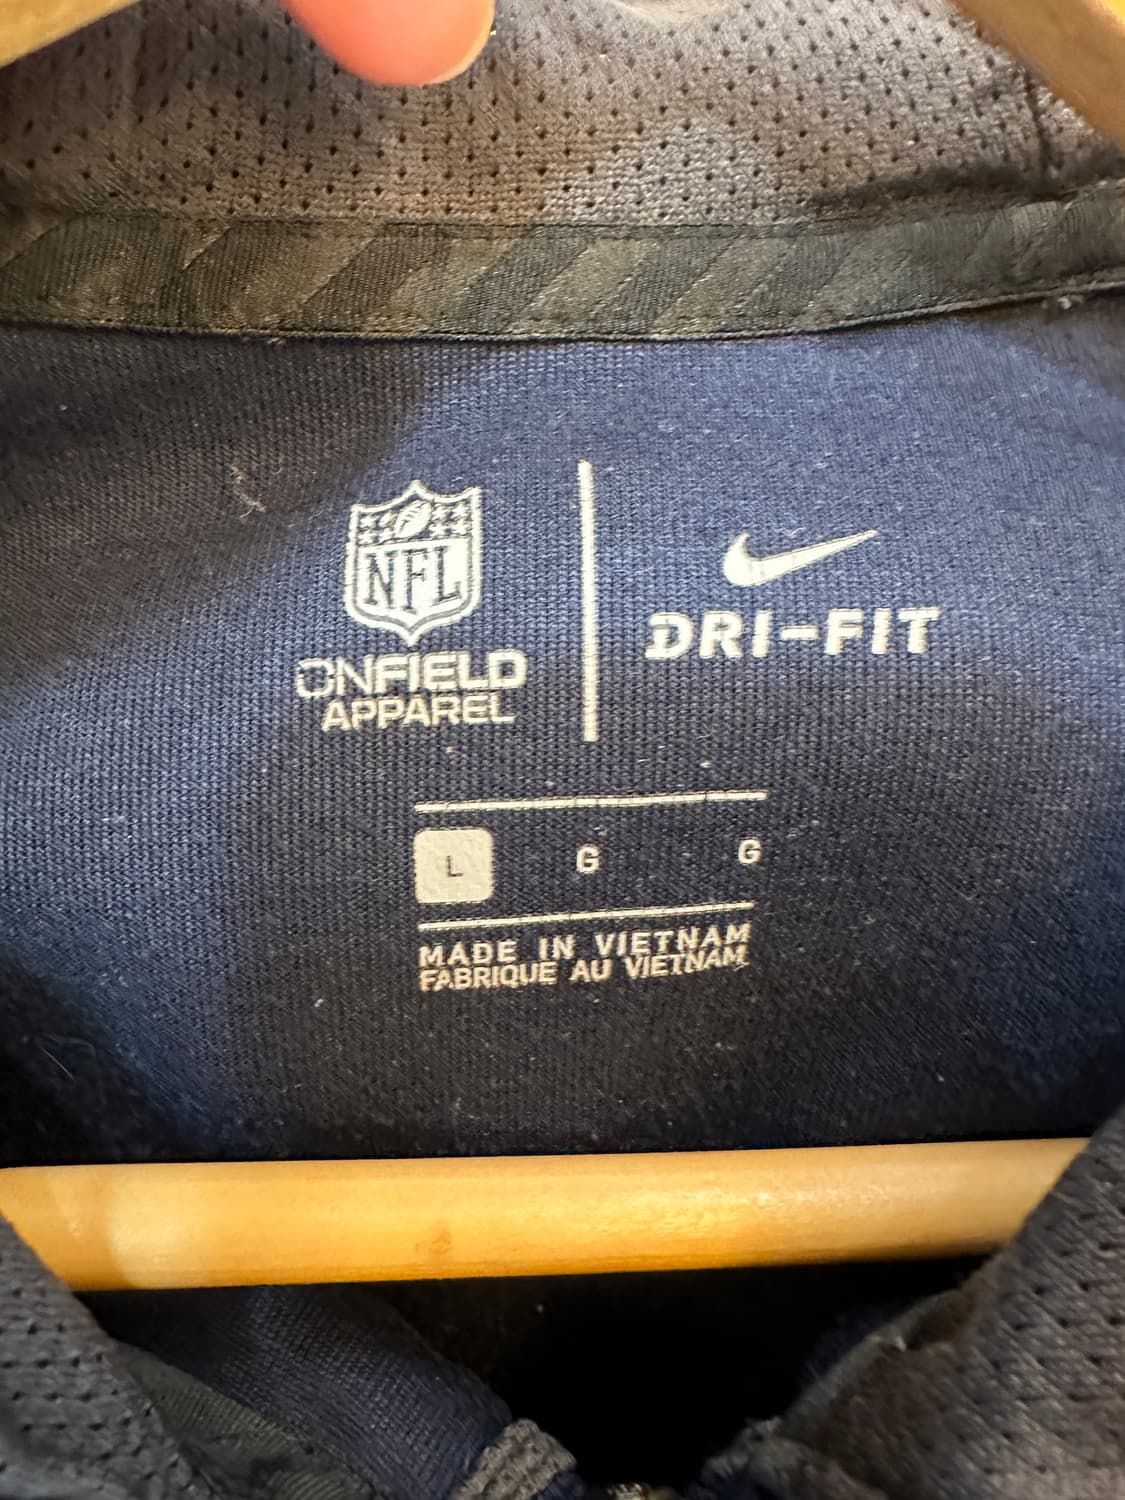 NFL
ONFIELD
APPAREL
DRI-FIT
L G G
MADE IN VIETNAM
FABRIQUE AU VIETNAM